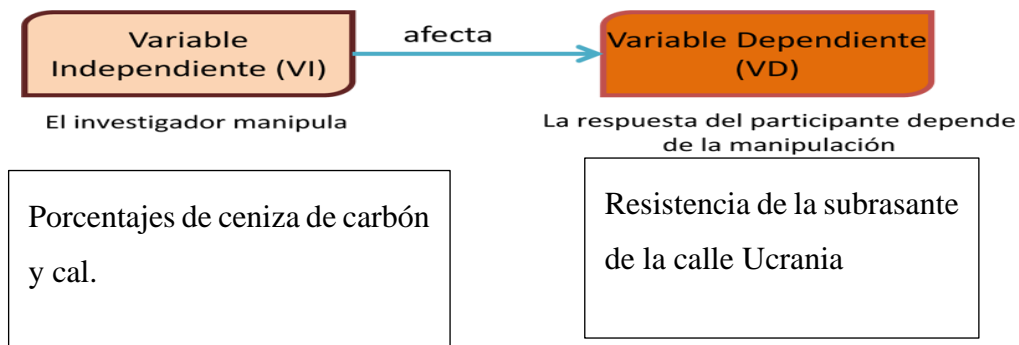 Variable
Independiente (VI)
afecta
Variable Dependiente
(VD)
El investigador manipula
La respuesta del participante depende
de la manipulación
Porcentajes de ceniza de carbón
y cal.
Resistencia de la subrasante
de la calle Ucrania